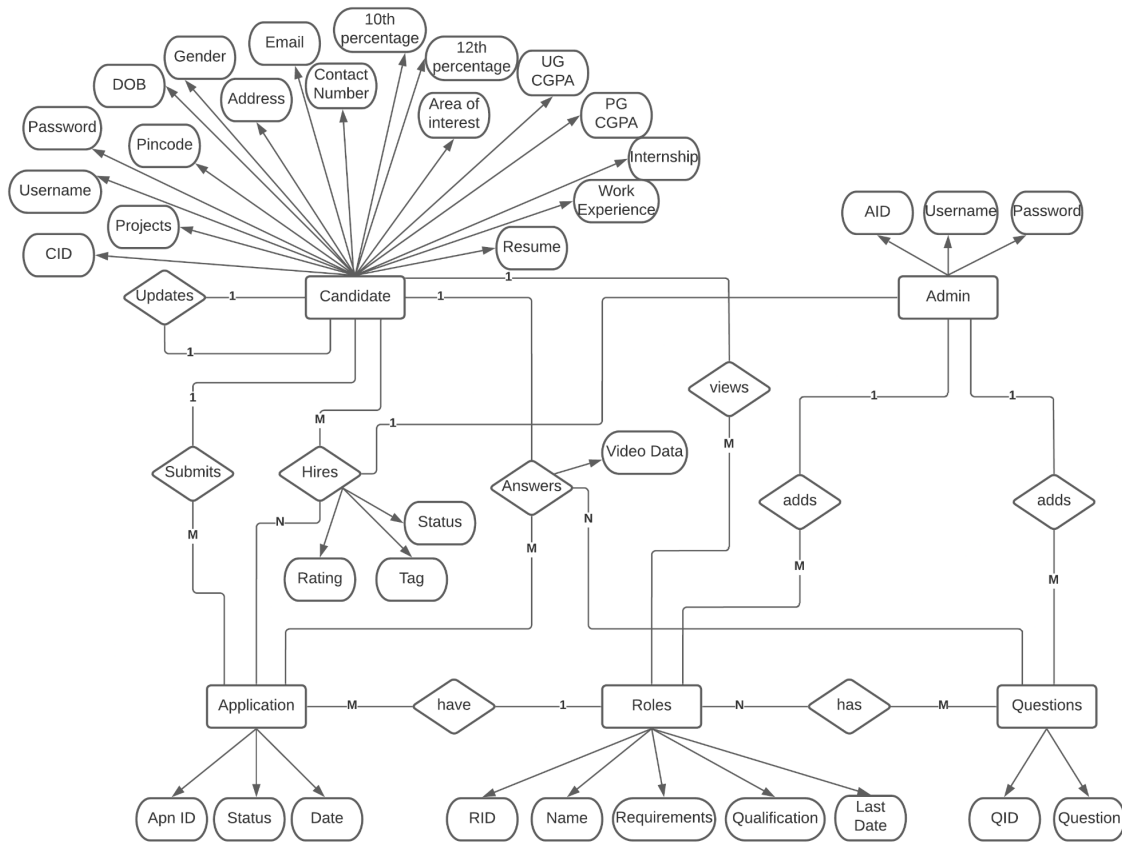 10th
percentage
Email
12th
percentage
Gender
UG
CGPA
DOB
Contact
Number
Address
Area of
interest
PG
CGPA
Password
Pincode
Internship
Username
Work
Experience
Projects
AID
Username
Password
CID
Resume
1
Updates
1
Candidate
1
Admin
1
views
1
M
1
1
1
M
Submits
Hires
Answers
Video Data
adds
adds
M
N
Status
N
M
M
M
Rating
Tag
M
Application
M
have
1
Roles
N
has
M
Questions
Apn ID
Status
Date
RID
Name
Requirements
Qualification
Last
Date
QID
Question